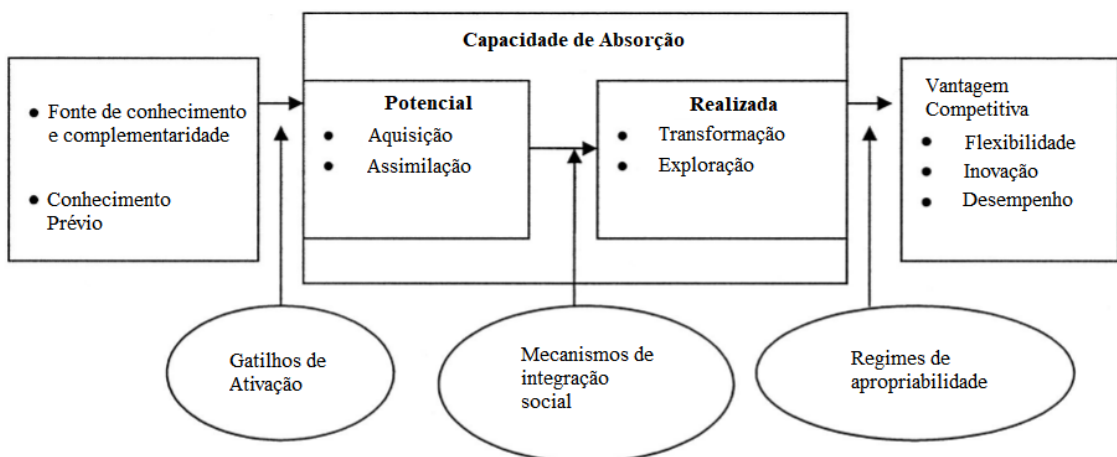 Capacidade de Absorção
Fonte de conhecimento
e complementaridade
Conhecimento
Prévio
Potencial
Aquisição
Assimilação
Realizada
Transformação
Exploração
Vantagem
Competitiva
Flexibilidade
Inovação
Desempenho
Gatilhos de
Ativação
Mecanismos de
integração
social
Regimes de
apropriabilidade